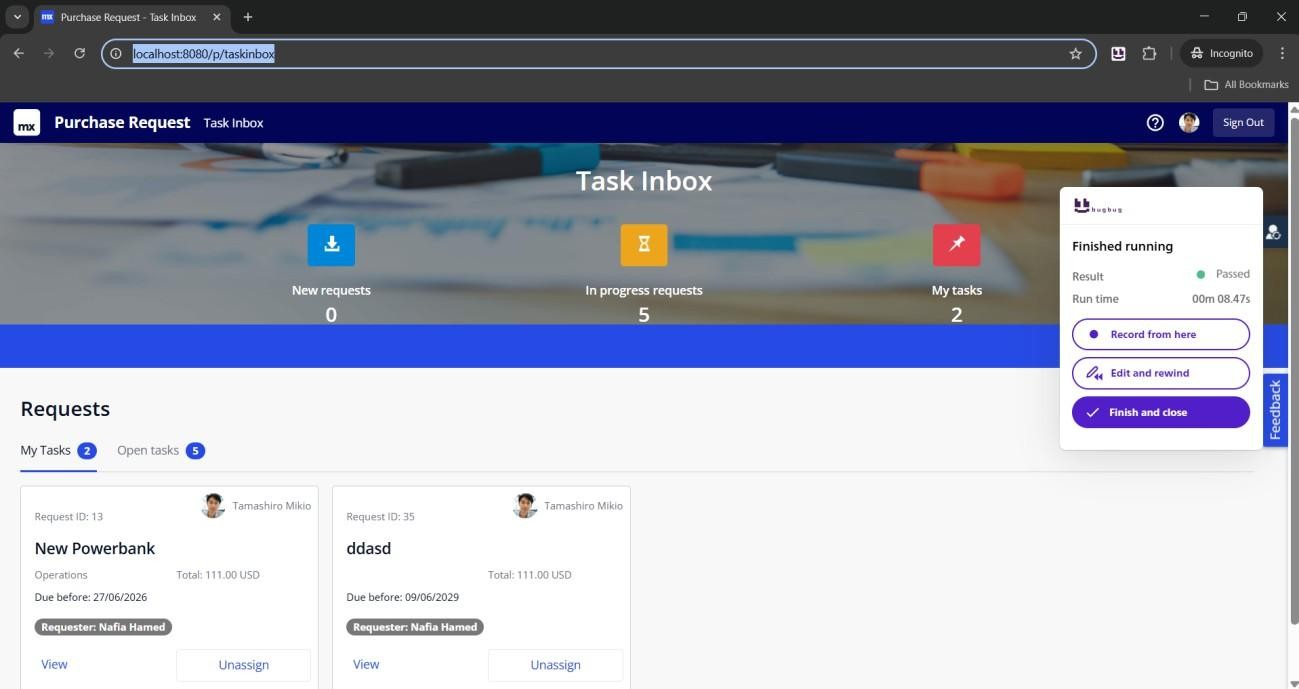 mx Purchase Request - Task Inbox
localhost:8080/p/taskinbox
Incognito
All Bookmarks
mx Purchase Request Task Inbox
Sign Out
Task Inbox
New requests
0
In progress requests
5
My tasks
2
bugbug
Finished running
Result Passed
Run time 00m 08.47s
Record from here
Edit and rewind
Finish and close
Feedback
Requests
My Tasks 2
Open tasks 5
Request ID: 13
Tamashiro Mikio
New Powerbank
Operations Total: 111.00 USD
Due before: 27/06/2026
Requester: Nafia Hamed
View Unassign
Request ID: 35
Tamashiro Mikio
ddasd
Total: 111.00 USD
Due before: 09/06/2029
Requester: Nafia Hamed
View Unassign